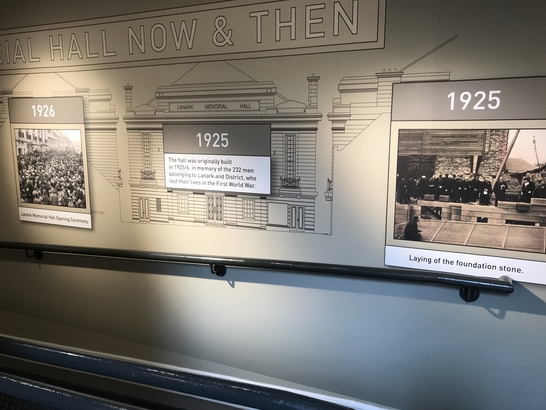 RIAL HALL NOW & THEN
1926
Lanark Memorial Hall Opening Ceremony.
LANARK MEMORIAL HALL
1925
The hall was originally built
in 1925/6, in memory of the 232 men
belonging to Lanark and District, who
lost their lives in the First World War.
1925
Laying of the foundation stone.